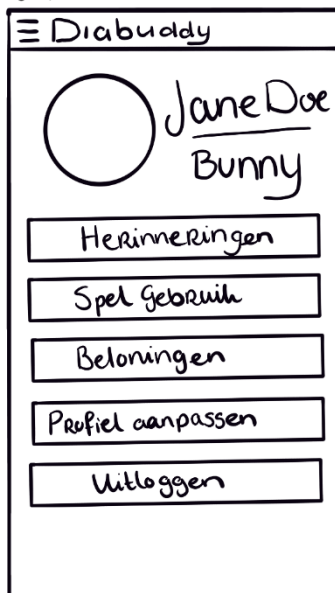 Diabuddy
Jane Doe
Bunny
Herinneringen
Spel Gebruik
Beloningen
Profiel aanpassen
Uitloggen